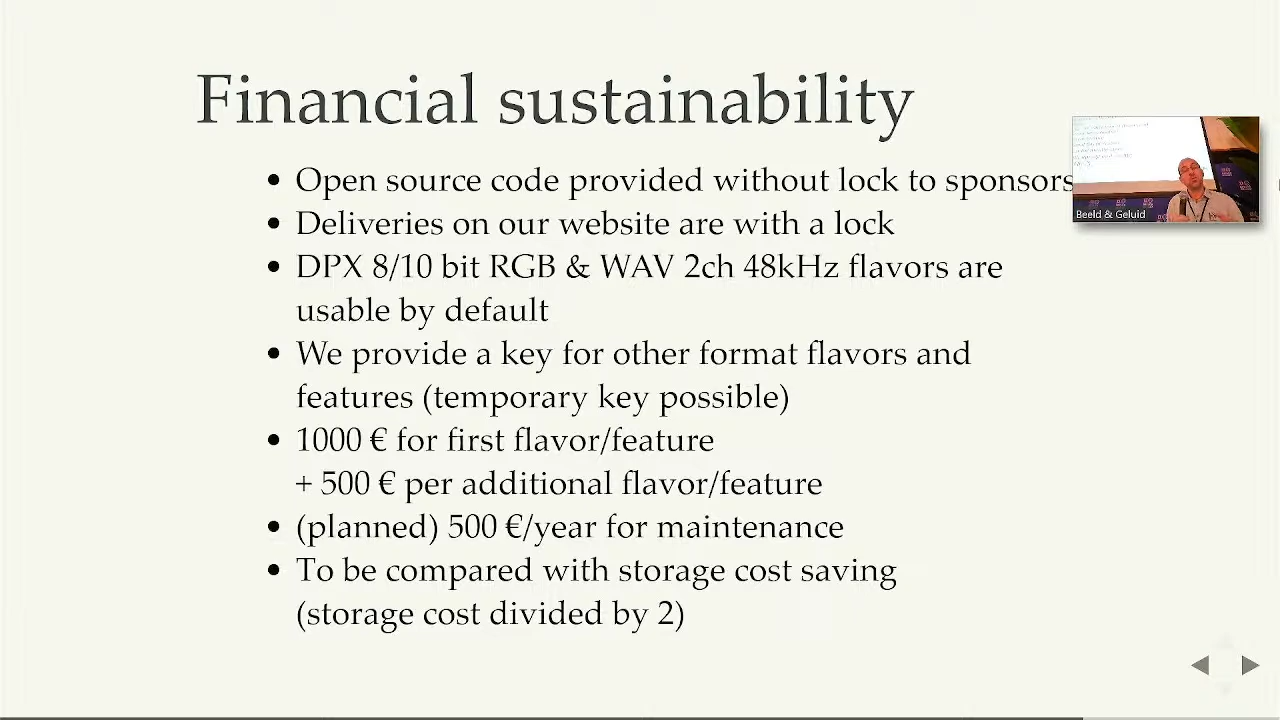 Financial sustainability
• Open source code provided without lock to sponsors
• Deliveries on our website are with a lock
• DPX 8/10 bit RGB & WAV 2ch 48kHz flavors are
usable by default
• We provide a key for other format flavors and
features (temporary key possible)
• 1000 € for first flavor/feature
+ 500 € per additional flavor/feature
• (planned) 500 €/year for maintenance
• To be compared with storage cost saving
(storage cost divided by 2)
Beeld & Geluid